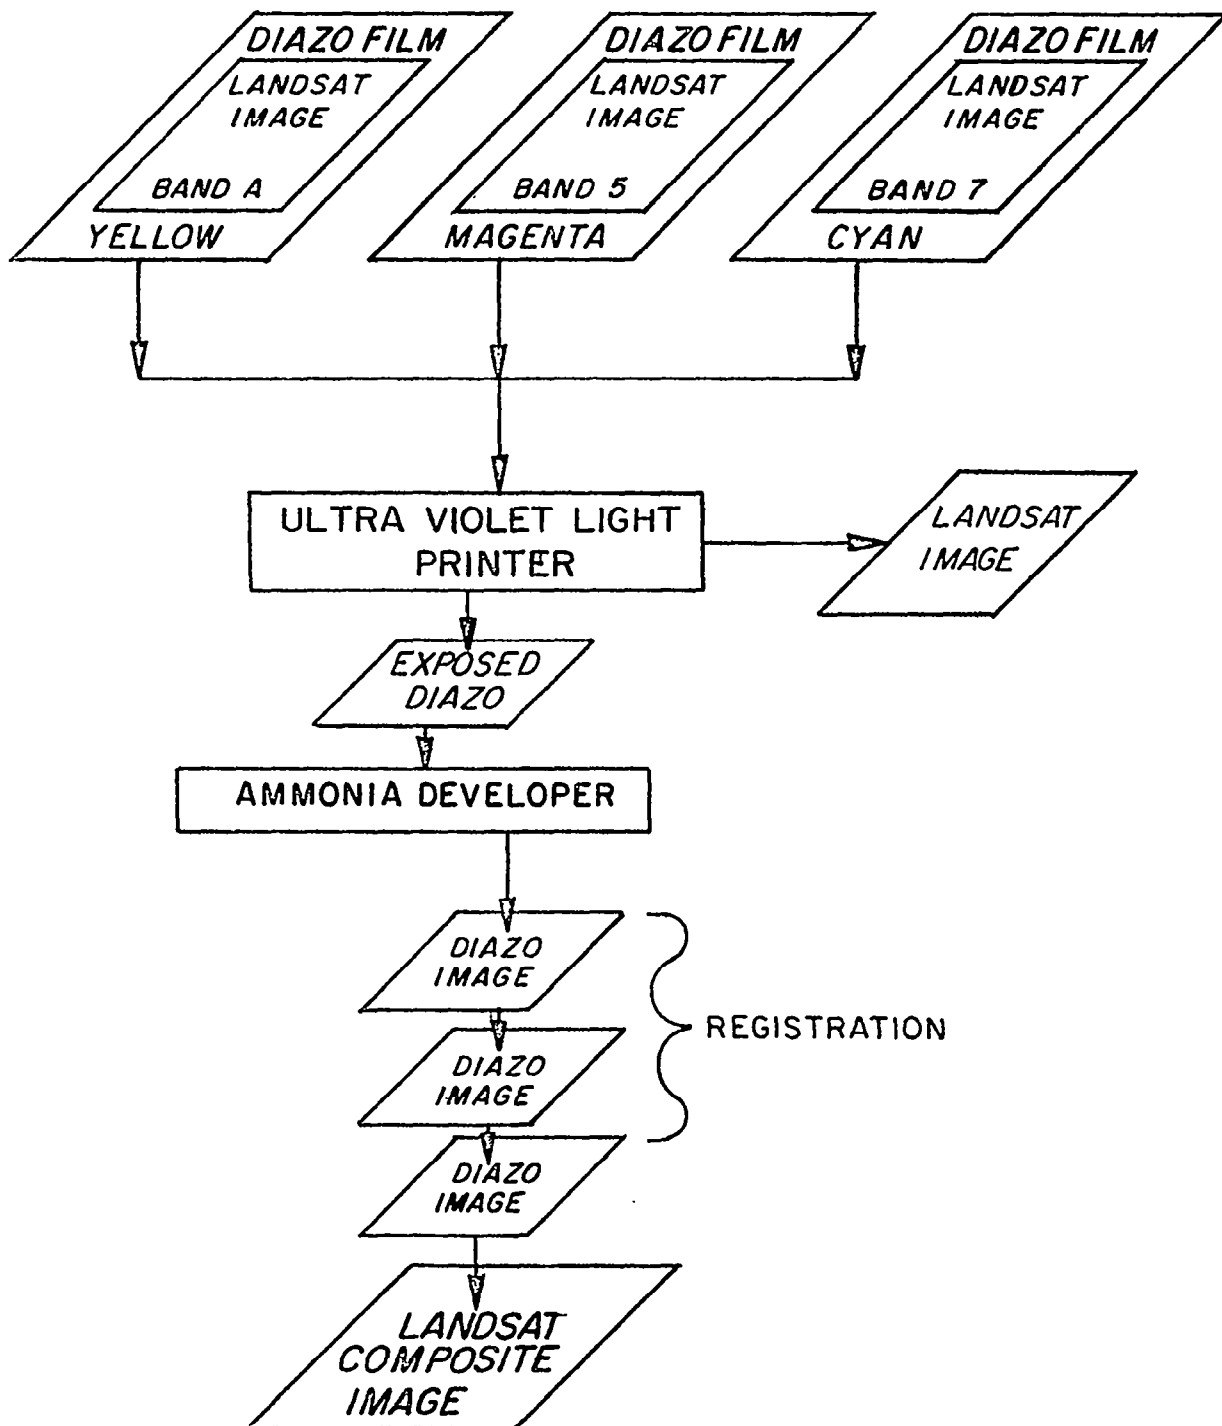 DIAZO FILM
LANDSAT
IMAGE
BAND A
YELLOW
DIAZO FILM
LANDSAT
IMAGE
BAND 5
MAGENTA
DIAZO FILM
LANDSAT
IMAGE
BAND 7
CYAN
ULTRA VIOLET LIGHT
PRINTER
LANDSAT
IMAGE
EXPOSED
DIAZO
AMMONIA DEVELOPER
DIAZO
IMAGE
DIAZO
IMAGE
REGISTRATION
DIAZO
IMAGE
LANDSAT
COMPOSITE
IMAGE